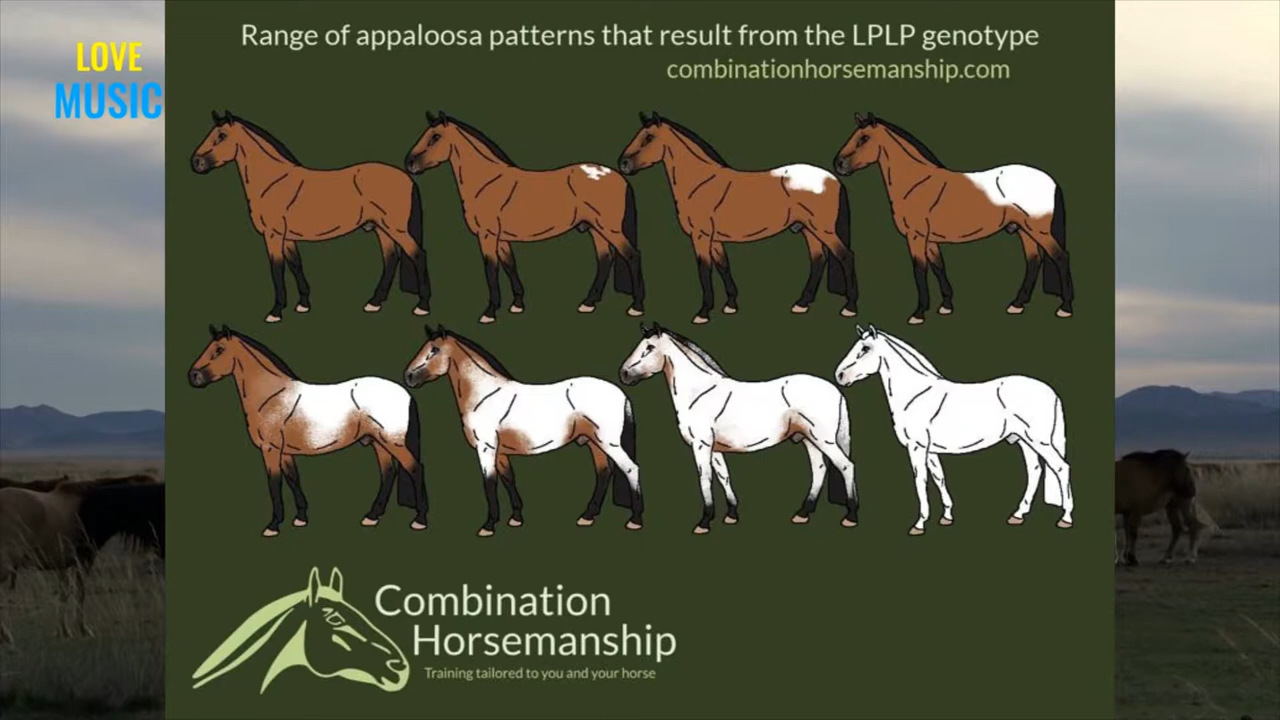 LOVE
MUSIC
Range of appaloosa patterns that result from the LPLP genotype
combinationhorsemanship.com
Combination
Horsemanship
Training tailored to you and your horse